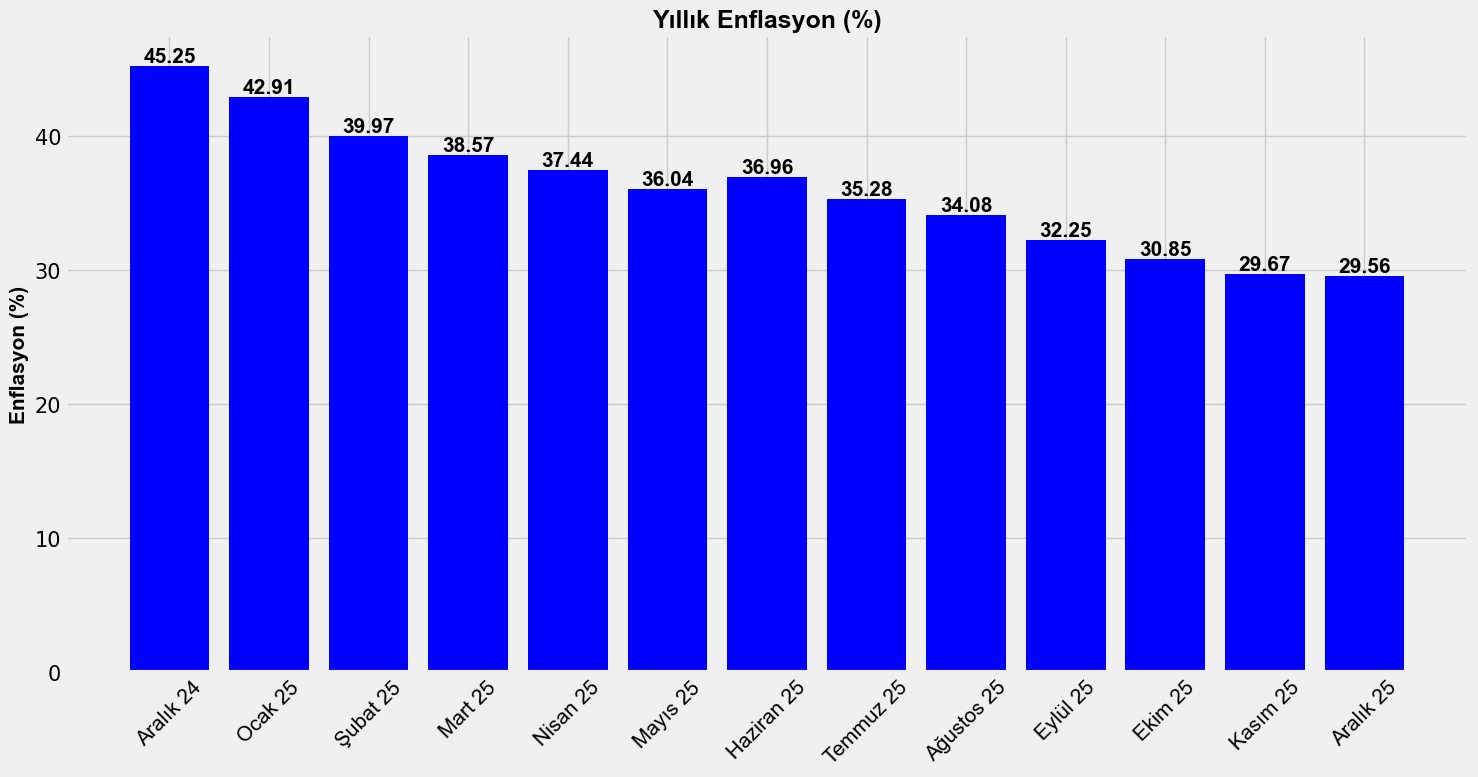 Yıllık Enflasyon (%)
Enflasyon (%)
40
30
20
10
0
45.25
42.91
39.97
38.57
37.44
36.04
36.96
35.28
34.08
32.25
30.85
29.67
29.56
Aralık 24
Ocak 25
Şubat 25
Mart 25
Nisan 25
Mayıs 25
Haziran 25
Temmuz 25
Ağustos 25
Eylül 25
Ekim 25
Kasım 25
Aralık 25